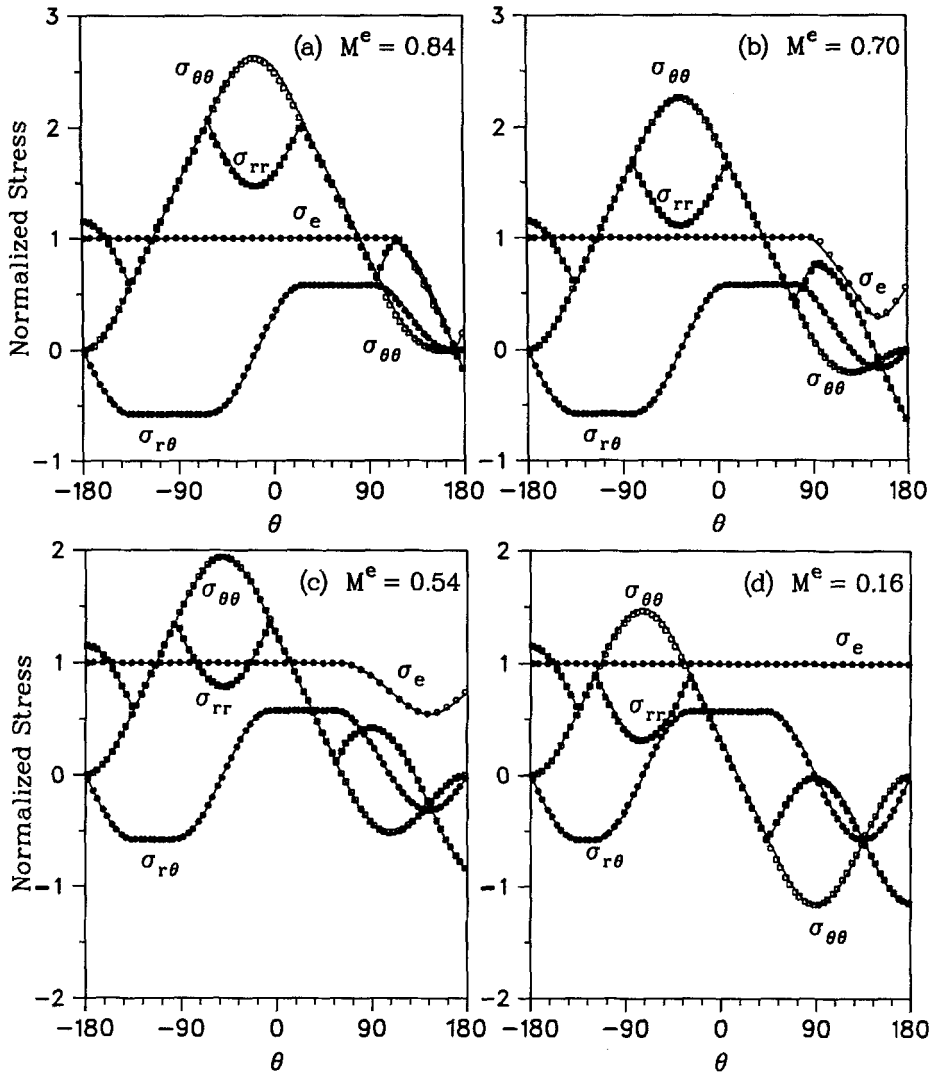 (a) M^e = 0.84
3
2
1
0
−1
Normalized Stress
σ_θθ
σ_rr
σ_e
σ_θθ
σ_rθ
−180 −90 0 90 180
θ
(b) M^e = 0.70
3
2
1
0
−1
σ_θθ
σ_rr
σ_e
σ_θθ
σ_rθ
−180 −90 0 90 180
θ
(c) M^e = 0.54
2
1
0
−1
−2
Normalized Stress
σ_θθ
σ_rr
σ_e
σ_rθ
−180 −90 0 90 180
θ
(d) M^e = 0.16
2
1
0
−1
−2
σ_θθ
σ_e
σ_rr
σ_rθ
σ_θθ
−180 −90 0 90 180
θ